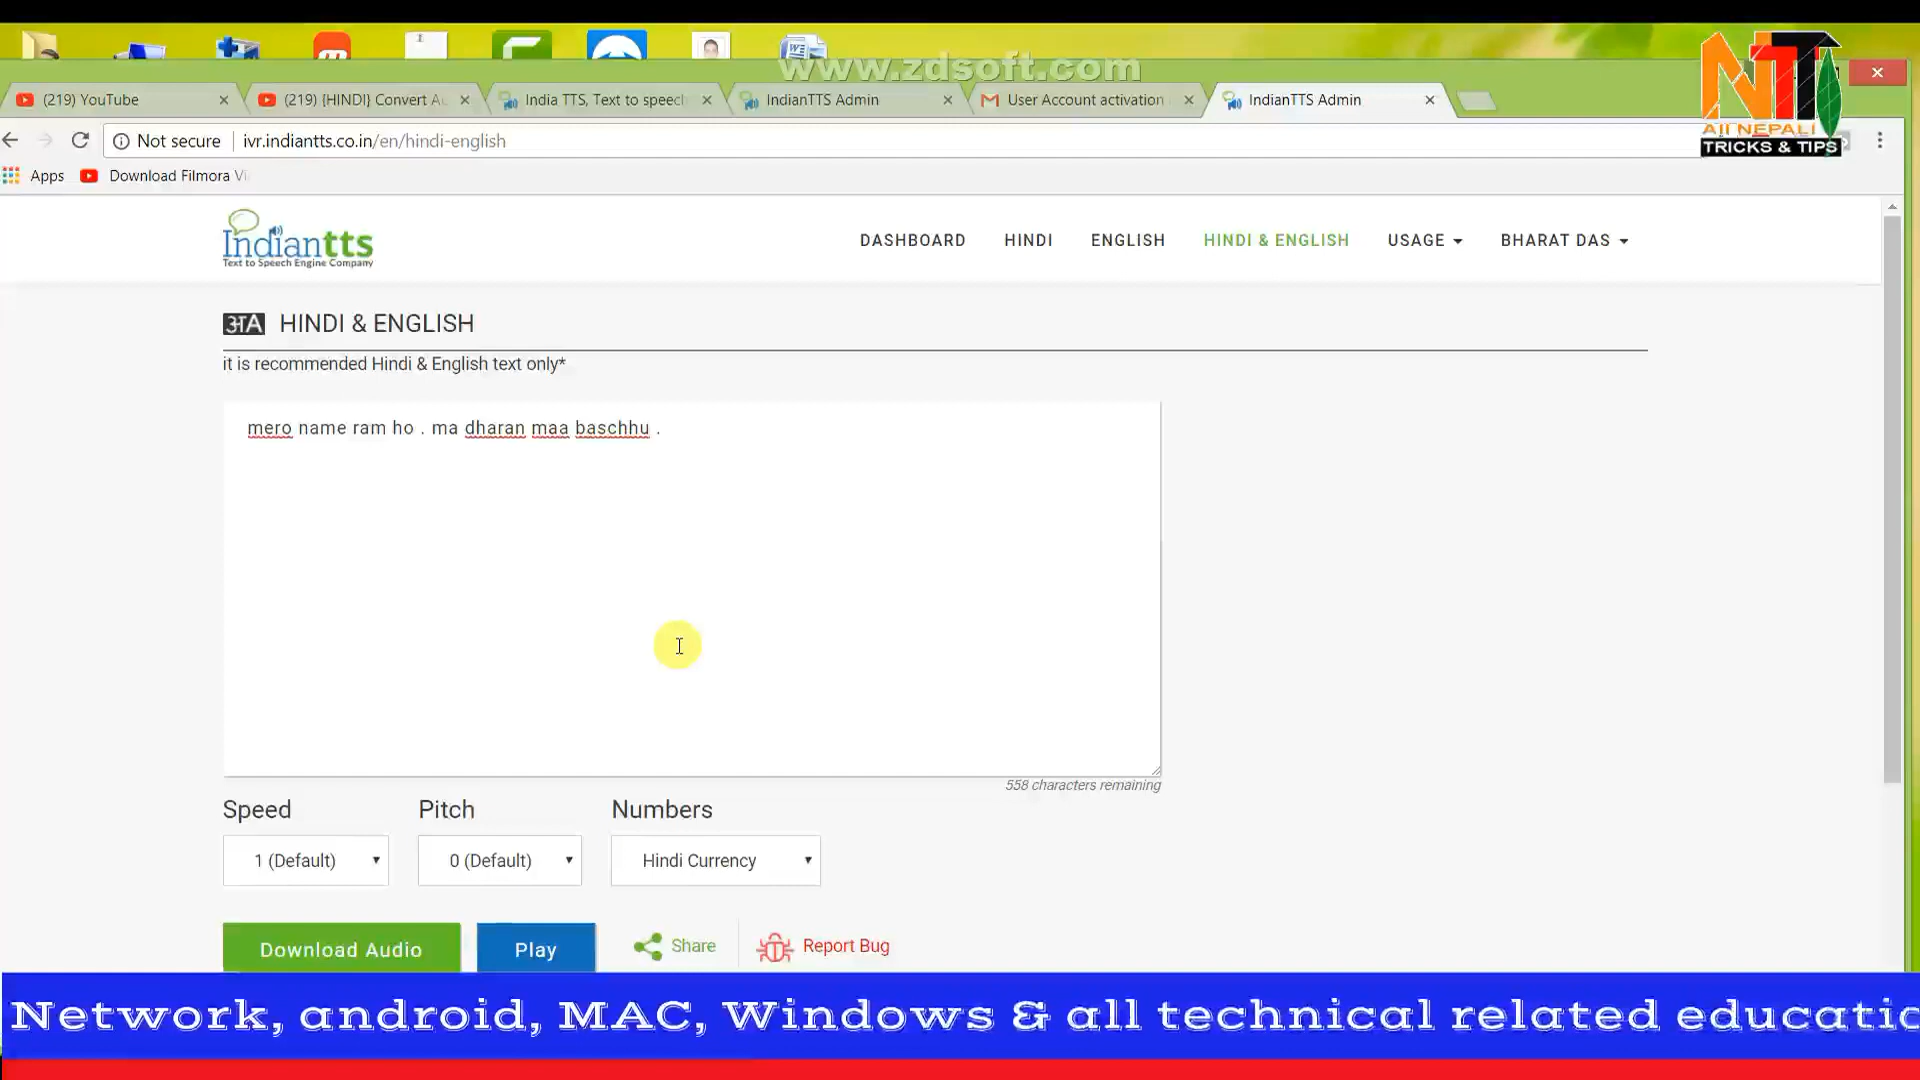 www.zdsoft.com
NTT
All NEPALI
TRICKS & TIPS
(219) YouTube
(219) {HINDI} Convert Au
India TTS, Text to speech
IndianTTS Admin
User Account activation
IndianTTS Admin
Not secure
ivr.indiantts.co.in/en/hindi-english
Apps
Download Filmora Vi
Indiantts
Text to Speech Engine Company
DASHBOARD
HINDI
ENGLISH
HINDI & ENGLISH
USAGE
BHARAT DAS
अA HINDI & ENGLISH
it is recommended Hindi & English text only*
mero name ram ho . ma dharan maa baschhu .
558 characters remaining
Speed
Pitch
Numbers
1 (Default)
0 (Default)
Hindi Currency
Download Audio
Play
Share
Report Bug
Network, android, MAC, Windows & all technical related educatio